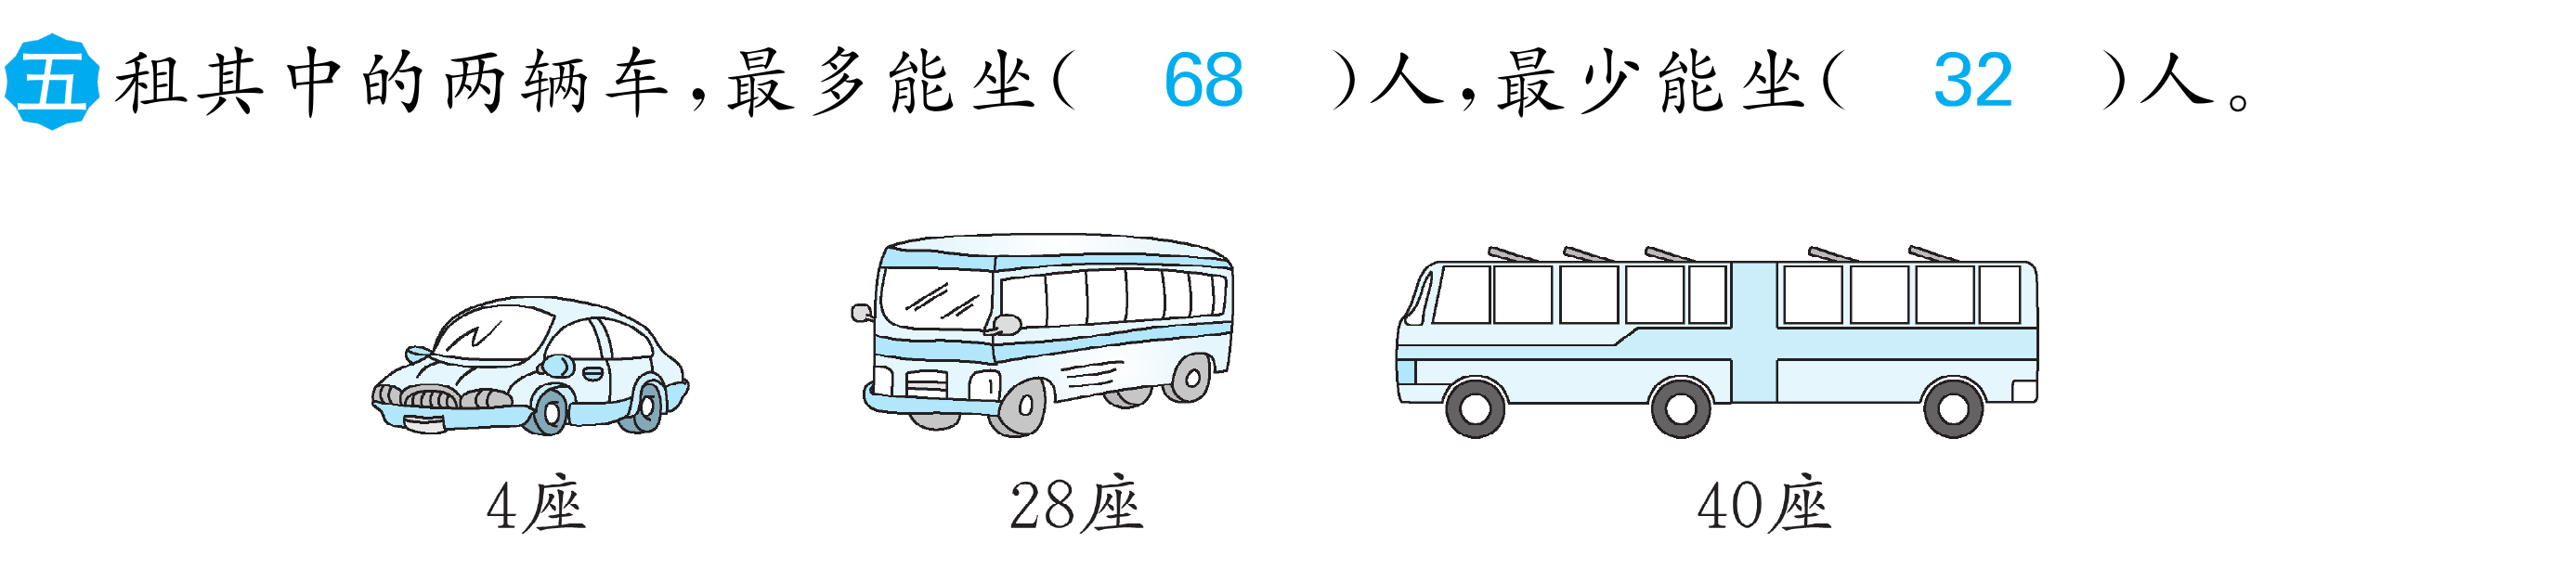 五 租其中的两辆车,最多能坐( 68 )人,最少能坐( 32 )人。
4座 28座 40座